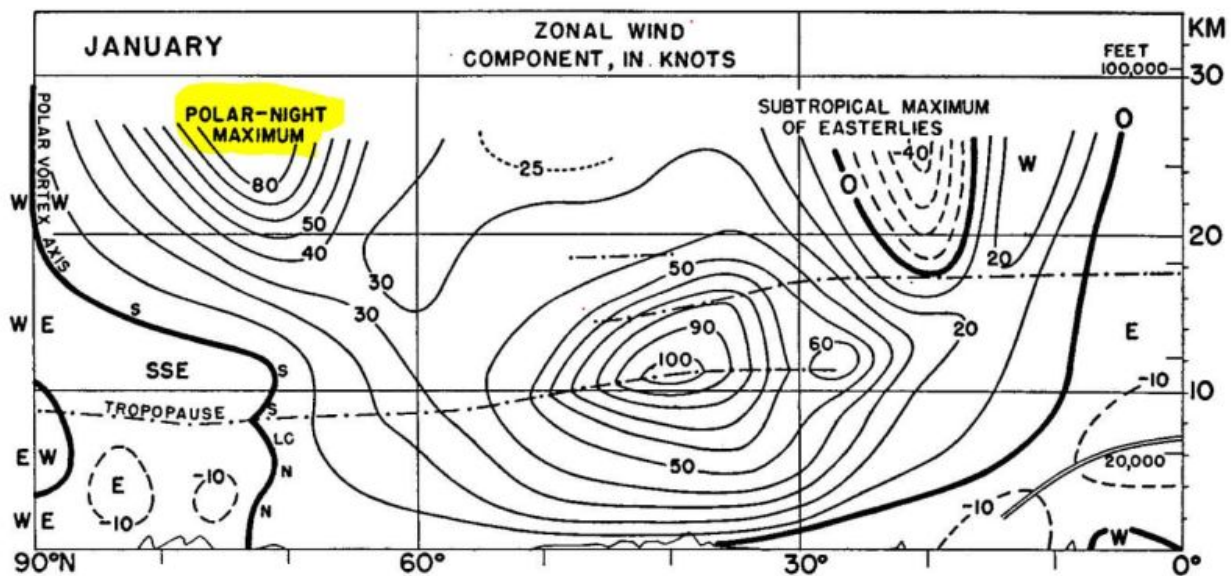 JANUARY
ZONAL WIND
COMPONENT, IN KNOTS
KM
FEET
100,000
30
POLAR-NIGHT
MAXIMUM
SUBTROPICAL MAXIMUM
OF EASTERLIES
0
25
-40
W
80
0
POLAR VORTEX AXIS
W W
50
20
40
20
30
50
S
30
W E
90
60
20
E
SSE
S
100
10
-10
TROPOPAUSE
S
LC
E W
-10
N
50
20,000
E
-10
N
-10
W E
W
90°N
60°
30°
0°